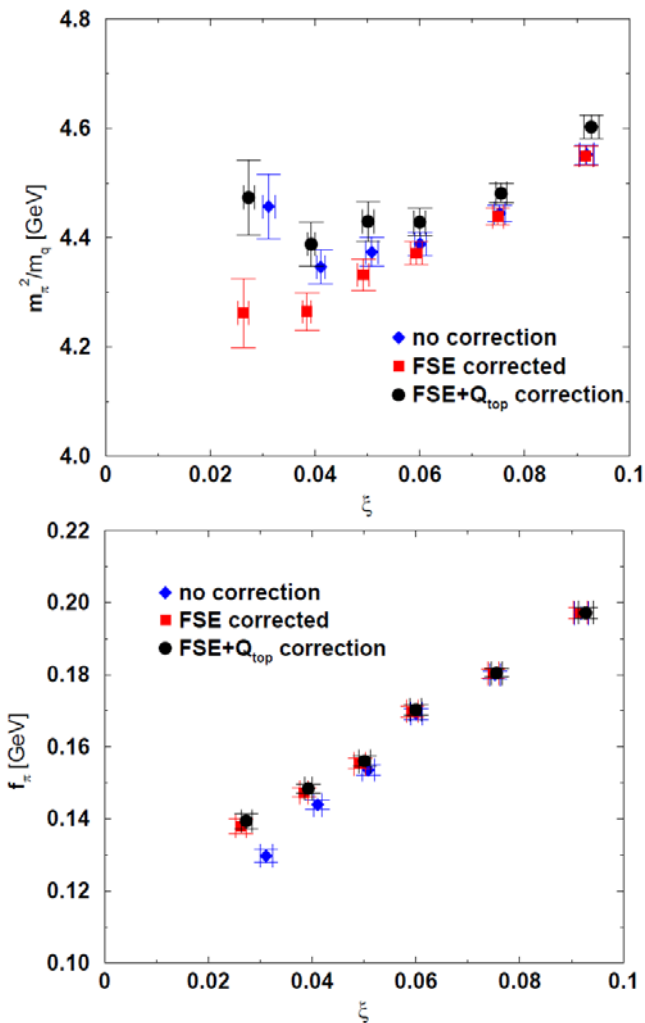 4.8
4.6
4.4
4.2
4.0
m_π^2/m_q [GeV]
no correction
FSE corrected
FSE+Q_top correction
0 0.02 0.04 0.06 0.08 0.1
ξ
0.22
0.20
0.18
0.16
0.14
0.12
0.10
f_π [GeV]
no correction
FSE corrected
FSE+Q_top correction
0 0.02 0.04 0.06 0.08 0.1
ξ